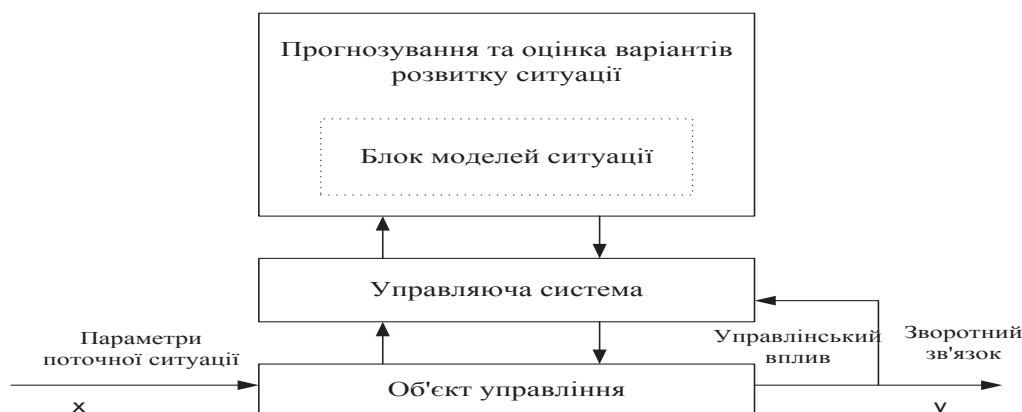 Прогнозування та оцінка варіантів
розвитку ситуації
Блок моделей ситуації
Управляюча система
Параметри
поточної ситуації
Управлінський
вплив
Зворотний
зв'язок
Об'єкт управління
x
y